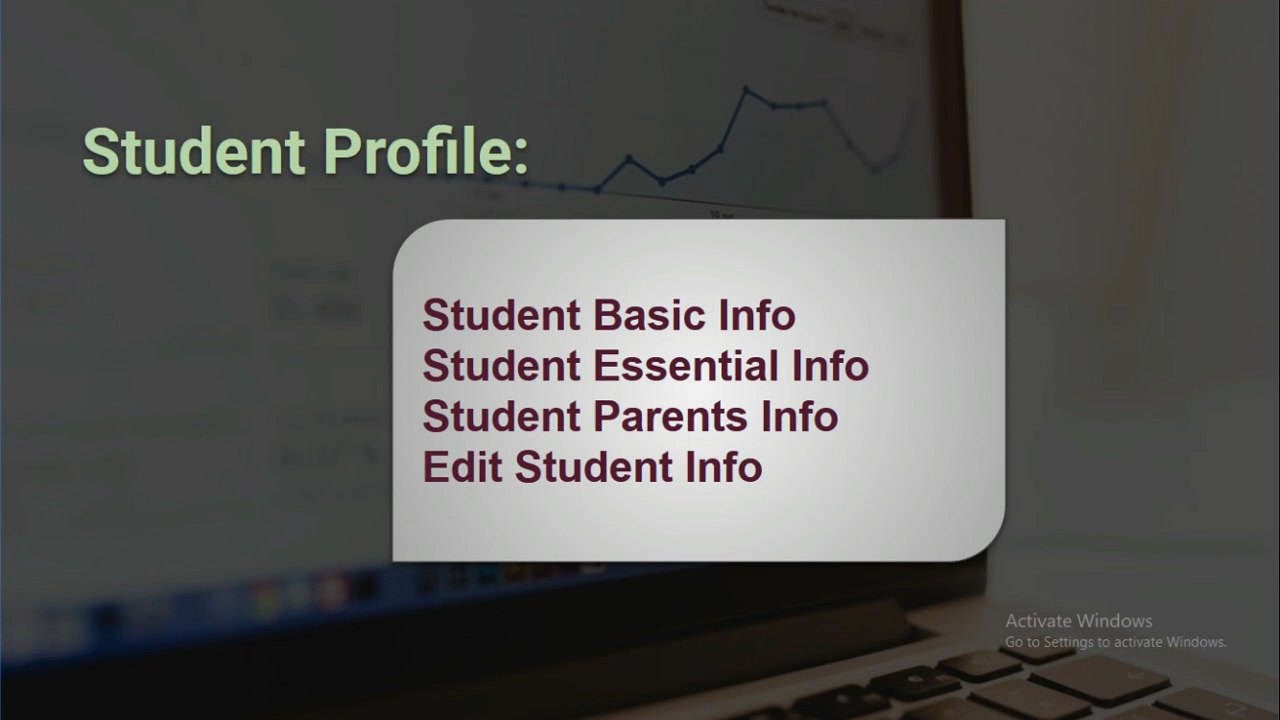 Student Profile:
Student Basic Info
Student Essential Info
Student Parents Info
Edit Student Info
Activate Windows
Go to Settings to activate Windows.